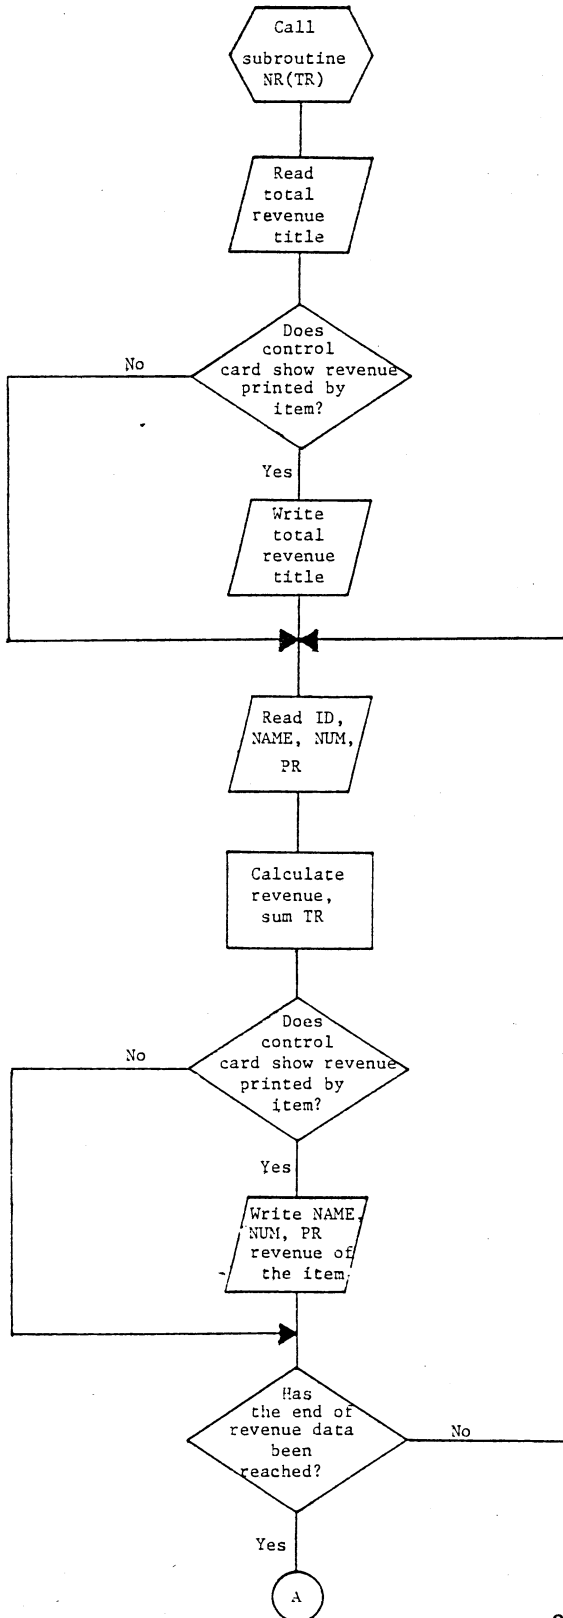 Call
subroutine
NR(TR)
Read
total
revenue
title
Does
control
card show revenue
printed by
item?
No
Yes
Write
total
revenue
title
Read ID,
NAME, NUM,
PR
Calculate
revenue,
sum TR
Does
control
card show revenue
printed by
item?
No
Yes
Write NAME,
NUM, PR
revenue of
the item
Has
the end of
revenue data
been
reached?
No
Yes
A